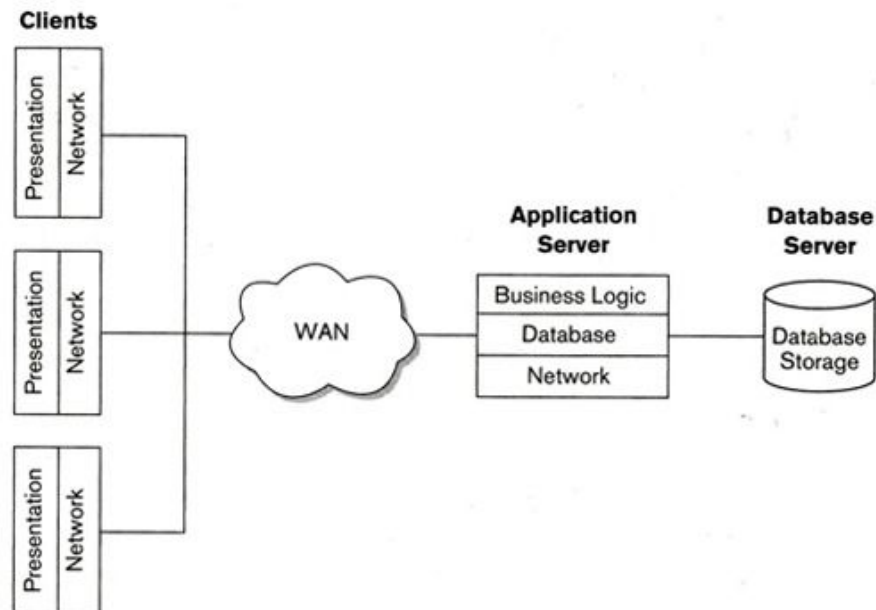 Clients
Presentation
Network
Presentation
Network
Presentation
Network
WAN
Application
Server
Business Logic
Database
Network
Database
Server
Database
Storage